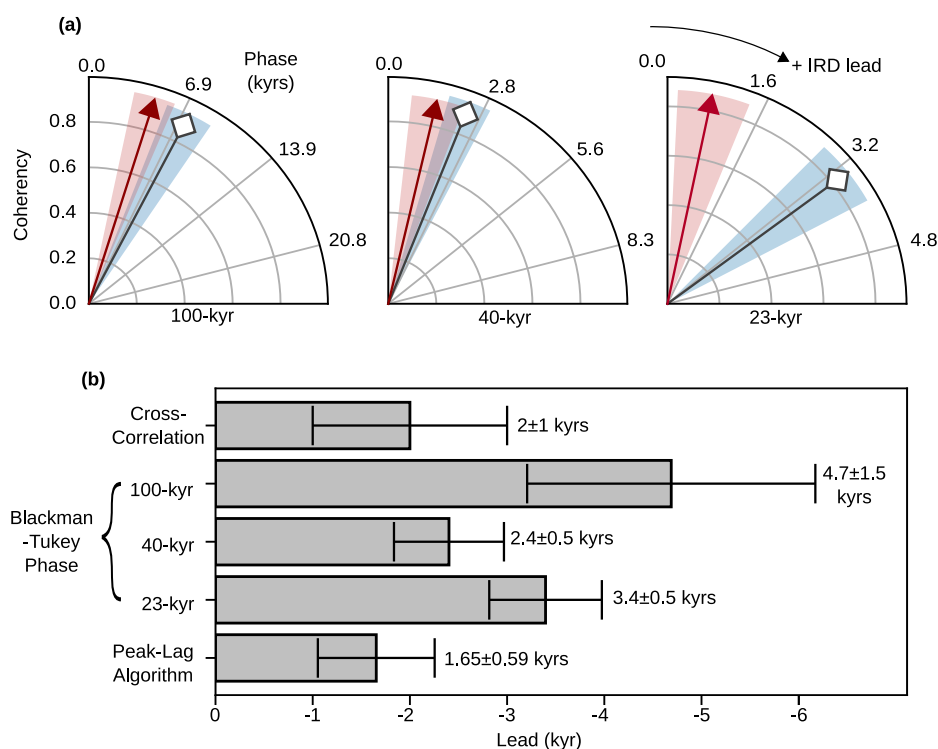 (a)
Phase
(kyrs)
0.0
6.9
13.9
20.8
0.8
0.6
0.4
0.2
0.0
Coherency
100-kyr
0.0
2.8
5.6
8.3
40-kyr
+ IRD lead
0.0
1.6
3.2
4.8
23-kyr
(b)
Cross-
Correlation
2±1 kyrs
Blackman
-Tukey
Phase
100-kyr
4.7±1.5
kyrs
40-kyr
2.4±0.5 kyrs
23-kyr
3.4±0.5 kyrs
Peak-Lag
Algorithm
1.65±0.59 kyrs
0 -1 -2 -3 -4 -5 -6
Lead (kyr)